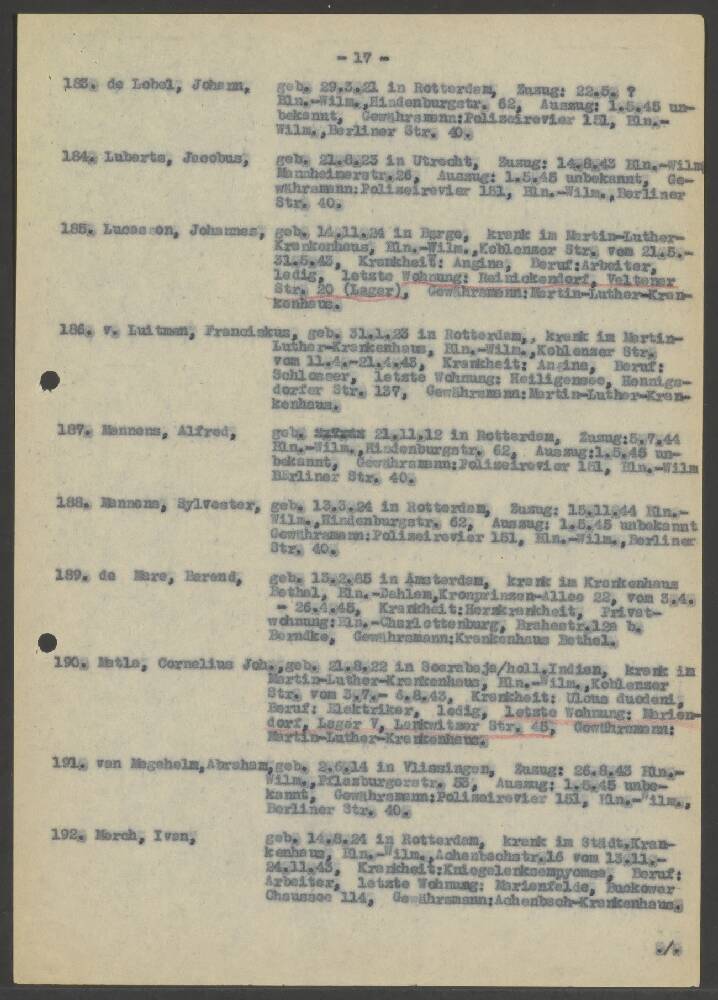 - 17 -
183. de Lobel, Johann, geb. 29.3.21 in Rotterdam, Zuzug: 22.5. ?
Bln.-Wilm.,Hindenburgstr. 62, Auszug: 1.5.45 un-
bekannt, Gewährsmann:Polizeirevier 151, Bln.-
Wilm.,Berliner Str. 40.
184. Luberts, Jacobus, geb. 21.8.23 in Utrecht, Zuzug: 14.8.43 Bln.-Wilm
Mannheimerstr.26, Auszug: 1.5.45 unbekannt, Ge-
währsmann:Polizeirevier 151, Bln.-Wilm.,Berliner
Str. 40.
185. Lucasson, Johannes, geb. 14.11.24 in Berge, krank im Martin-Luther-
Krankenhaus, Bln.-Wilm.,Koblenzer Str. vom 21.5.-
31.5.43, Krankheit: Angina, Beruf:Arbeiter,
ledig, letzte Wohnung: Reinickendorf, Veltener
Str. 20 (Lager), Gewährsmann:Martin-Luther-Kran-
kenhaus.
186. v. Luitman, Franciskus, geb. 31.1.23 in Rotterdam,, krank im Martin-
Luther-Krankenhaus, Bln.-Wilm.,Koblenzer Str.
vom 11.4.-21.4.43, Krankheit: Angina, Beruf:
Schlosser, letzte Wohnung: Heiligensee, Hennigs-
dorfer Str. 137, Gewährsmann:Martin-Luther-Kran-
kenhaus.
187. Mannens, Alfred, geb. 21.11.12 in Rotterdam, Zuzug:5.7.44
Bln.-Wilm.,Hindenburgstr. 62, Auszug:1.5.45 un-
bekannt, Gewährsmann:Polizeirevier 151, Bln.-Wilm
Berliner Str. 40.
188. Mannens, Sylvester, geb. 13.3.24 in Rotterdam, Zuzug: 15.11.44 Bln.-
Wilm.,Hindenburgstr. 62, Auszug: 1.5.45 unbekannt
Gewährsmann:Polizeirevier 151, Bln.-Wilm.,Berliner
Str. 40.
189. de Mare, Barend, geb. 13.2.85 in Amsterdam, krank im Krankenhaus
Bethel, Bln.-Dahlem,Kronprinzen-Allee 22, vom 3.4.
- 26.4.45, Krankheit:Herzkrankheit, Privat-
wohnung:Bln.-Charlottenburg, Brahestr.12a b.
Berndke, Gewährsmann:Krankenhaus Bethel.
190. Matla, Cornelius Joh.,geb. 21.8.22 in Soerabaja/holl.Indien, krank im
Martin-Luther-Krankenhaus, Bln.-Wilm.,Koblenzer
Str. vom 3.7.- 6.8.43, Krankheit: Ulcus duodeni,
Beruf: Elektriker, ledig, letzte Wohnung: Marien-
dorf, Lager V, Lankwitzer Str. 45, Gewährsmann:
Martin-Luther-Krankenhaus.
191. van Megehelm,Abraham,geb. 2.6.14 in Vlissingen, Zuzug: 26.8.43 Bln.-
Wilm.,Pfalzburgerstr. 53, Auszug: 1.5.45 unbe-
kannt, Gewährsmann:Polizeirevier 151, Bln.-Wilm.,
Berliner Str. 40.
192. Merch, Ivan, geb. 14.8.24 in Rotterdam, krank im Städt.Kran-
kenhaus, Bln.-Wilm.,Achenbachstr.16 vom 13.11.-
24.11.43, Krankheit:Kniegelenksempyomas, Beruf:
Arbeiter, letzte Wohnung: Marienfelde, Buckower
Chaussee 114, Gewährsmann:Achenbach-Krankenhaus.
./.